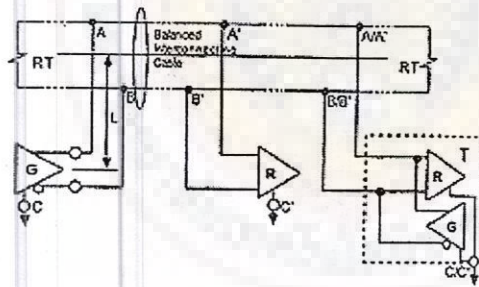 A
Balanced
Interconnecting
Cable
A'
A/A'
RT
RT
L
B
B'
B/B'
T
G
R
R
G
C
C'
C/C'